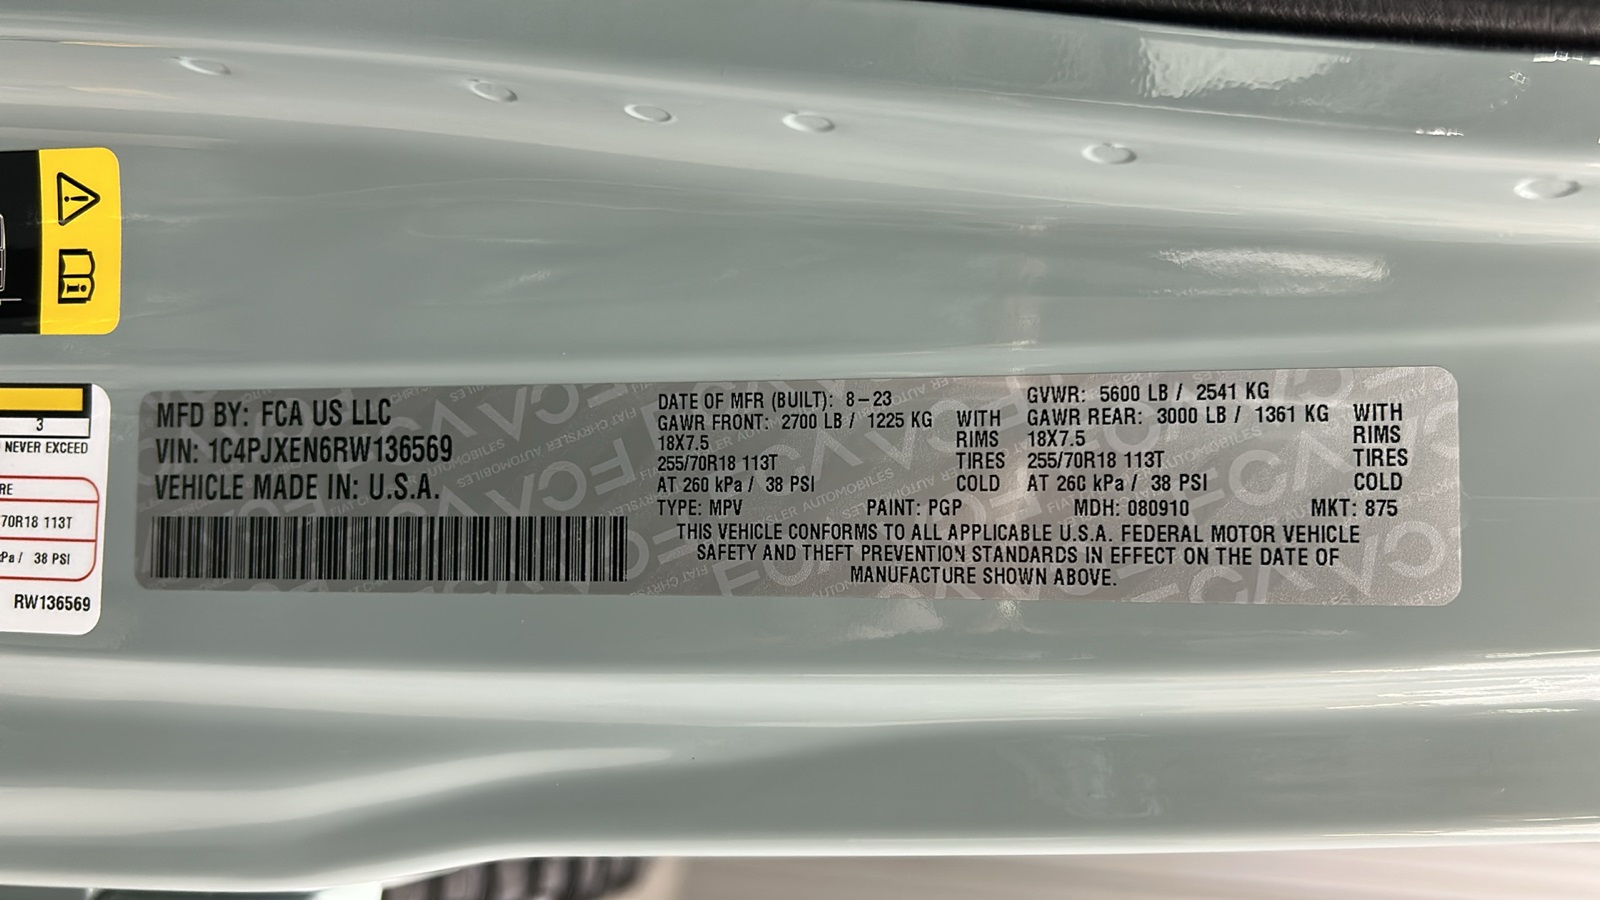 3
NEVER EXCEED
RE
70R18 113T
kPa / 38 PSI
RW136569
MFD BY: FCA US LLC
VIN: 1C4PJXEN6RW136569
VEHICLE MADE IN: U.S.A.
DATE OF MFR (BUILT): 8-23
GVWR: 5600 LB / 2541 KG
GAWR FRONT: 2700 LB / 1225 KG WITH
GAWR REAR: 3000 LB / 1361 KG WITH
18X7.5 RIMS
18X7.5 RIMS
255/70R18 113T TIRES
255/70R18 113T TIRES
AT 260 kPa / 38 PSI COLD
AT 260 kPa / 38 PSI COLD
TYPE: MPV PAINT: PGP MDH: 080910 MKT: 875
THIS VEHICLE CONFORMS TO ALL APPLICABLE U.S.A. FEDERAL MOTOR VEHICLE
SAFETY AND THEFT PREVENTION STANDARDS IN EFFECT ON THE DATE OF
MANUFACTURE SHOWN ABOVE.